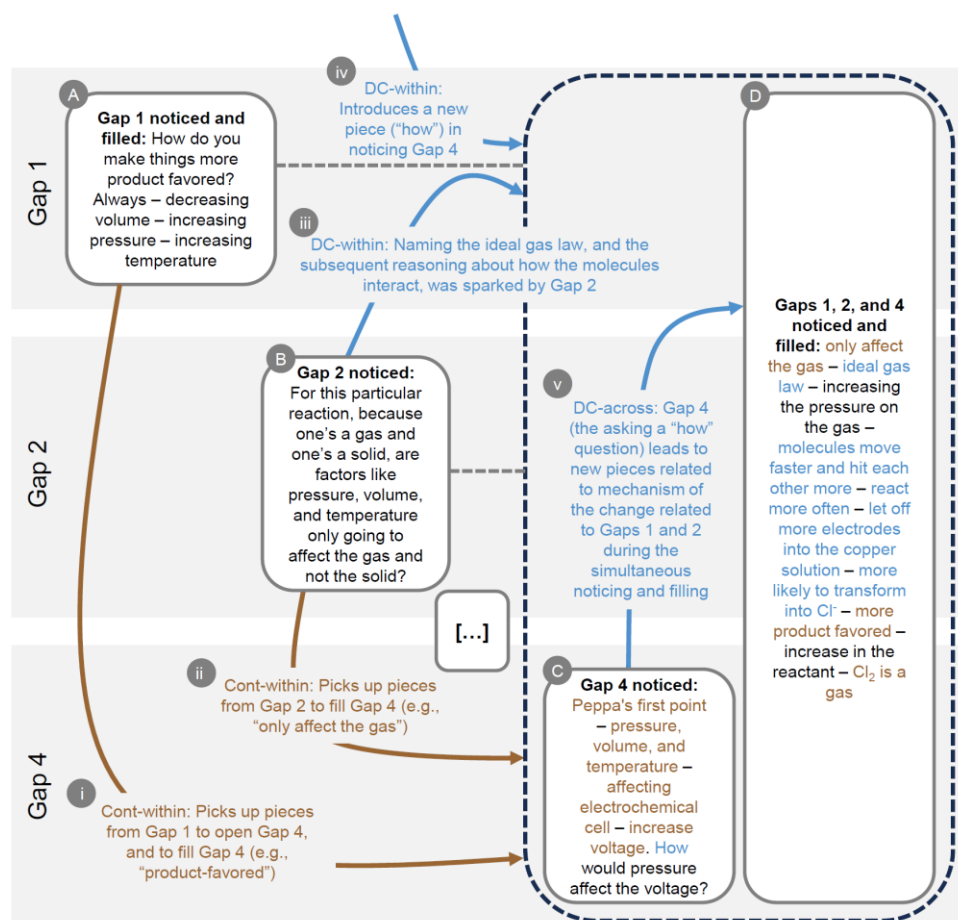 iv
DC-within:
Introduces a new
piece (“how”) in
noticing Gap 4
A
Gap 1 noticed and
filled: How do you
make things more
product favored?
Always – decreasing
volume – increasing
pressure – increasing
temperature
Gap 1
iii
DC-within: Naming the ideal gas law, and the
subsequent reasoning about how the molecules
interact, was sparked by Gap 2
B
Gap 2 noticed:
For this particular
reaction, because
one’s a gas and
one’s a solid, are
factors like
pressure, volume,
and temperature
only going to
affect the gas and
not the solid?
Gap 2
v
DC-across: Gap 4
(the asking a “how”
question) leads to
new pieces related
to mechanism of
the change related
to Gaps 1 and 2
during the
simultaneous
noticing and filling
[...]
D
Gaps 1, 2, and 4
noticed and
filled: only affect
the gas – ideal gas
law – increasing
the pressure on
the gas –
molecules move
faster and hit each
other more – react
more often – let off
more electrodes
into the copper
solution – more
likely to transform
into Cl⁻ – more
product favored –
increase in the
reactant – Cl₂ is a
gas
ii
Cont-within: Picks up pieces
from Gap 2 to fill Gap 4 (e.g.,
“only affect the gas”)
Gap 4
i
Cont-within: Picks up pieces
from Gap 1 to open Gap 4,
and to fill Gap 4 (e.g.,
“product-favored”)
C
Gap 4 noticed:
Peppa's first point
– pressure,
volume, and
temperature –
affecting
electrochemical
cell – increase
voltage. How
would pressure
affect the voltage?